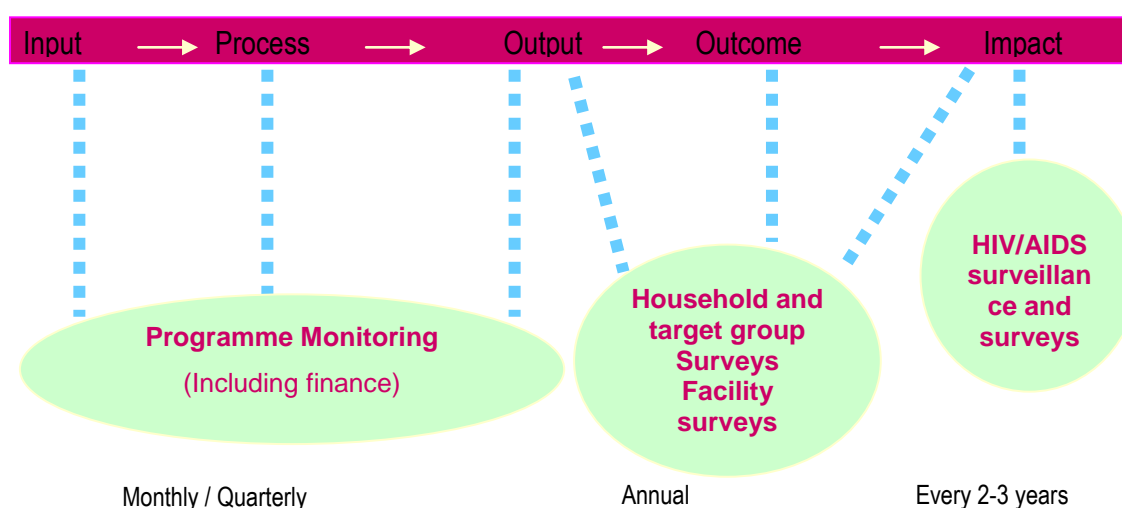 Input Process Output Outcome Impact
Programme Monitoring
(Including finance)
Household and
target group
Surveys
Facility
surveys
HIV/AIDS
surveillan
ce and
surveys
Monthly / Quarterly
Annual
Every 2-3 years